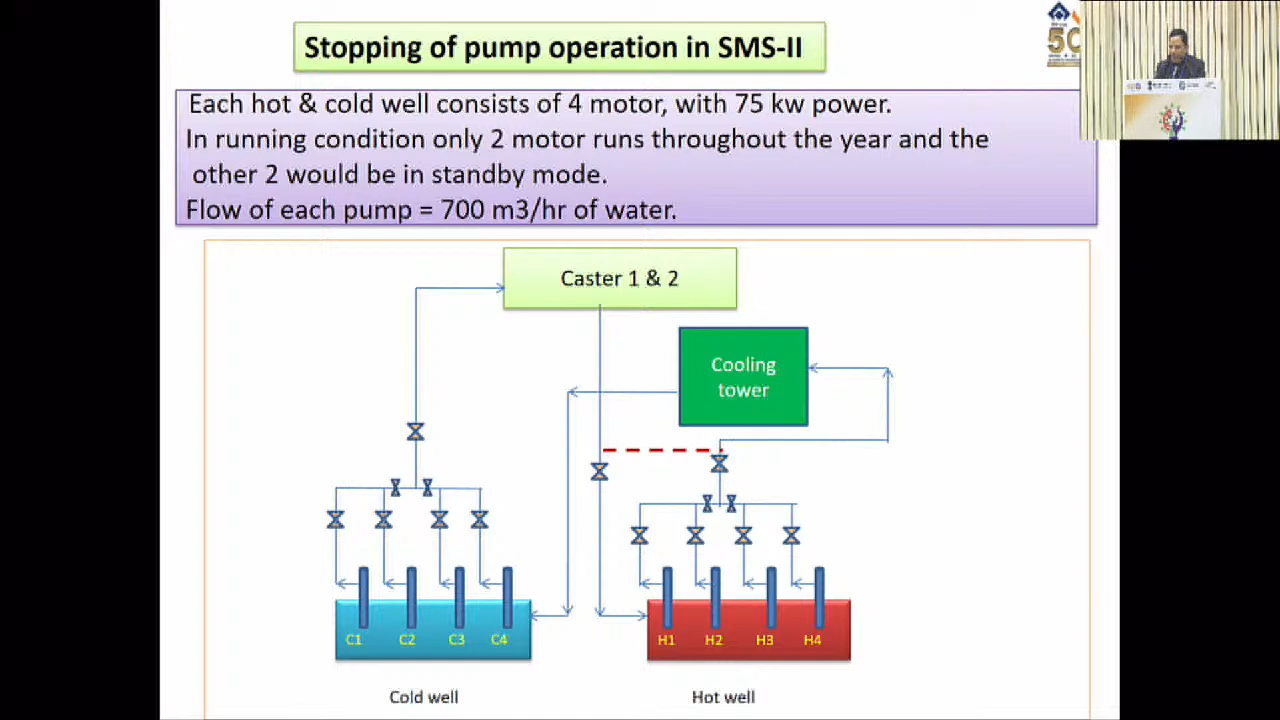 Stopping of pump operation in SMS-II
50
Each hot & cold well consists of 4 motor, with 75 kw power.
In running condition only 2 motor runs throughout the year and the
other 2 would be in standby mode.
Flow of each pump = 700 m3/hr of water.
Caster 1 & 2
Cooling
tower
C1 C2 C3 C4
H1 H2 H3 H4
Cold well
Hot well